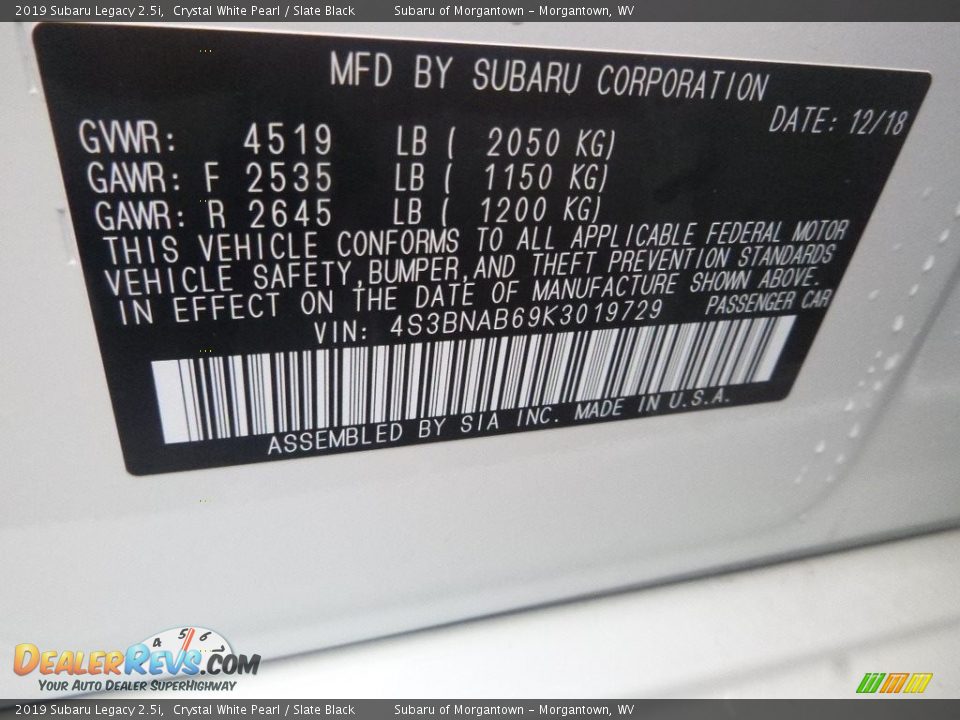 2019 Subaru Legacy 2.5i, Crystal White Pearl / Slate Black Subaru of Morgantown - Morgantown, WV
MFD BY SUBARU CORPORATION
DATE: 12/18
GVWR: 4519 LB ( 2050 KG)
GAWR: F 2535 LB ( 1150 KG)
GAWR: R 2645 LB ( 1200 KG)
THIS VEHICLE CONFORMS TO ALL APPLICABLE FEDERAL MOTOR
VEHICLE SAFETY,BUMPER,AND THEFT PREVENTION STANDARDS
IN EFFECT ON THE DATE OF MANUFACTURE SHOWN ABOVE.
VIN: 4S3BNAB69K3019729 PASSENGER CAR
ASSEMBLED BY SIA INC. MADE IN U.S.A.
4 5 6 7
DEALERREVS.COM
YOUR AUTO DEALER SUPERHIGHWAY
2019 Subaru Legacy 2.5i, Crystal White Pearl / Slate Black Subaru of Morgantown - Morgantown, WV